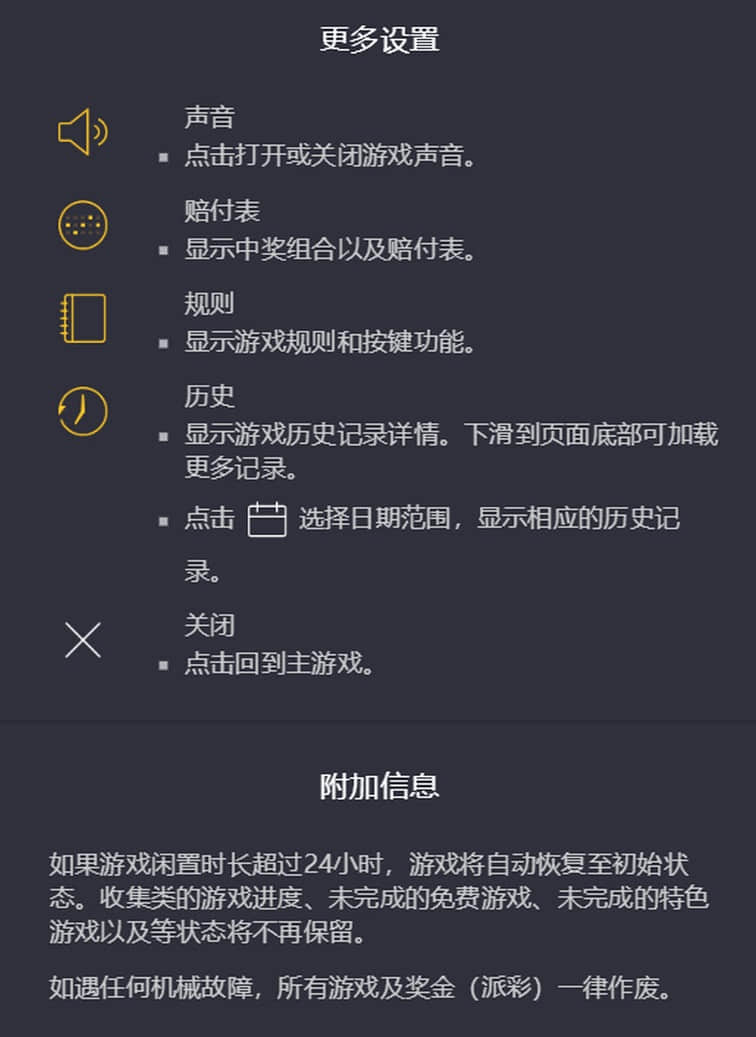 更多设置
声音
点击打开或关闭游戏声音。
赔付表
显示中奖组合以及赔付表。
规则
显示游戏规则和按键功能。
历史
显示游戏历史记录详情。下滑到页面底部可加载
更多记录。
点击 选择日期范围，显示相应的历史记
录。
关闭
点击回到主游戏。
附加信息
如果游戏闲置时长超过24小时，游戏将自动恢复至初始状
态。收集类的游戏进度、未完成的免费游戏、未完成的特色
游戏以及等状态将不再保留。
如遇任何机械故障，所有游戏及奖金（派彩）一律作废。